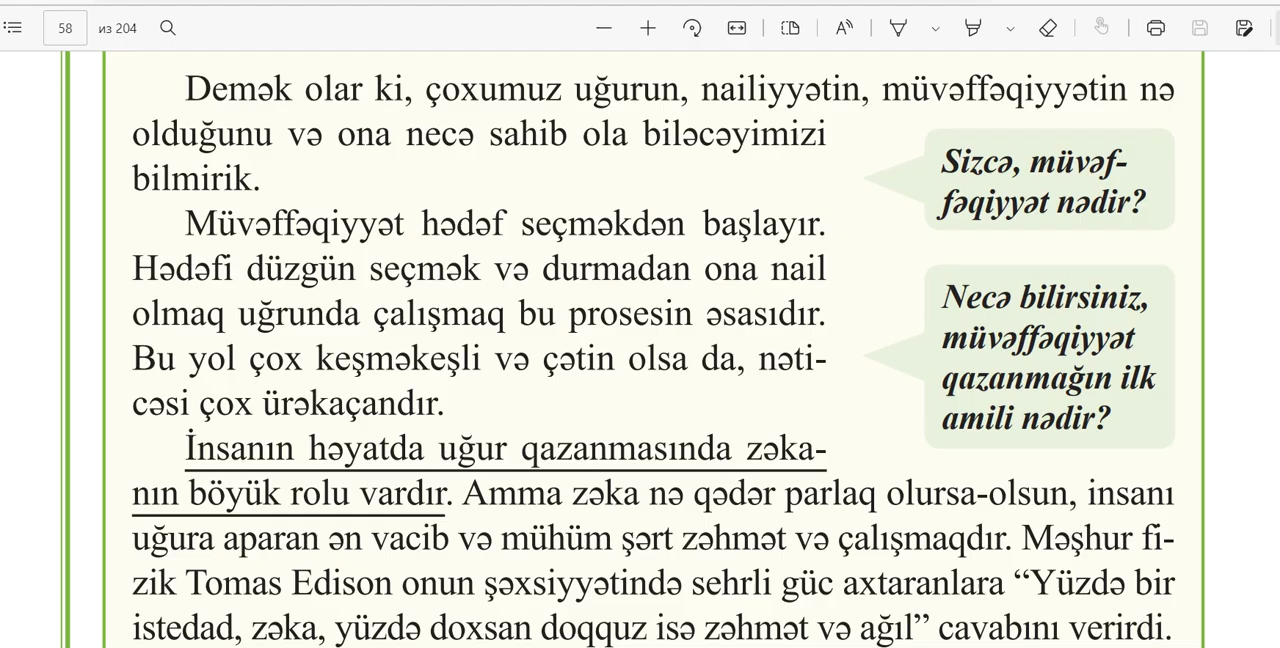 58
из 204
Demək olar ki, çoxumuz uğurun, nailiyyətin, müvəffəqiyyətin nə
olduğunu və ona necə sahib ola biləcəyimizi
bilmirik.
Sizcə, müvəf-
fəqiyyət nədir?
Müvəffəqiyyət hədəf seçməkdən başlayır.
Hədəfi düzgün seçmək və durmadan ona nail
olmaq uğrunda çalışmaq bu prosesin əsasıdır.
Bu yol çox keşməkeşli və çətin olsa da, nəti-
cəsi çox ürəkaçandır.
Necə bilirsiniz,
müvəffəqiyyət
qazanmağın ilk
amili nədir?
İnsanın həyatda uğur qazanmasında zəka-
nın böyük rolu vardır. Amma zəka nə qədər parlaq olursa-olsun, insanı
uğura aparan ən vacib və mühüm şərt zəhmət və çalışmaqdır. Məşhur fi-
zik Tomas Edison onun şəxsiyyətində sehrli güc axtaranlara “Yüzdə bir
istedad, zəka, yüzdə doxsan doqquz isə zəhmət və ağıl” cavabını verirdi.